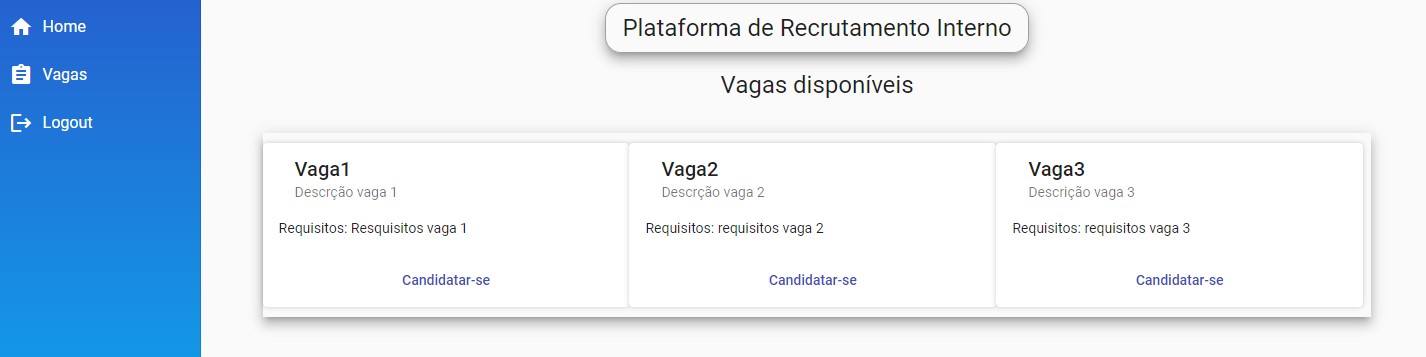 Home
Vagas
Logout
Plataforma de Recrutamento Interno
Vagas disponíveis
Vaga1
Descrção vaga 1
Requisitos: Resquisitos vaga 1
Candidatar-se
Vaga2
Descrção vaga 2
Requisitos: requisitos vaga 2
Candidatar-se
Vaga3
Descrição vaga 3
Requisitos: requisitos vaga 3
Candidatar-se